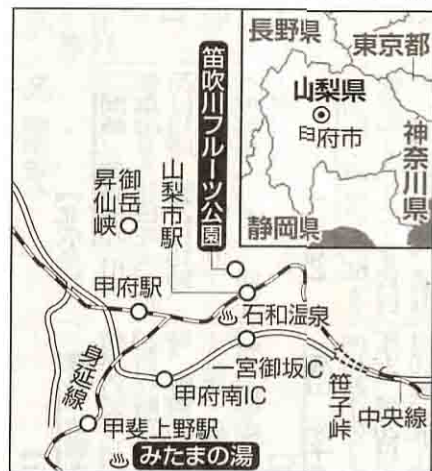 長野県
東京都
山梨県
甲府市
神奈川県
静岡県
笛吹川フルーツ公園
山梨市駅
御岳
昇仙峡
甲府駅
石和温泉
一宮御坂IC
身延線
甲府南IC
笹子峠
中央線
甲斐上野駅
みたまの湯